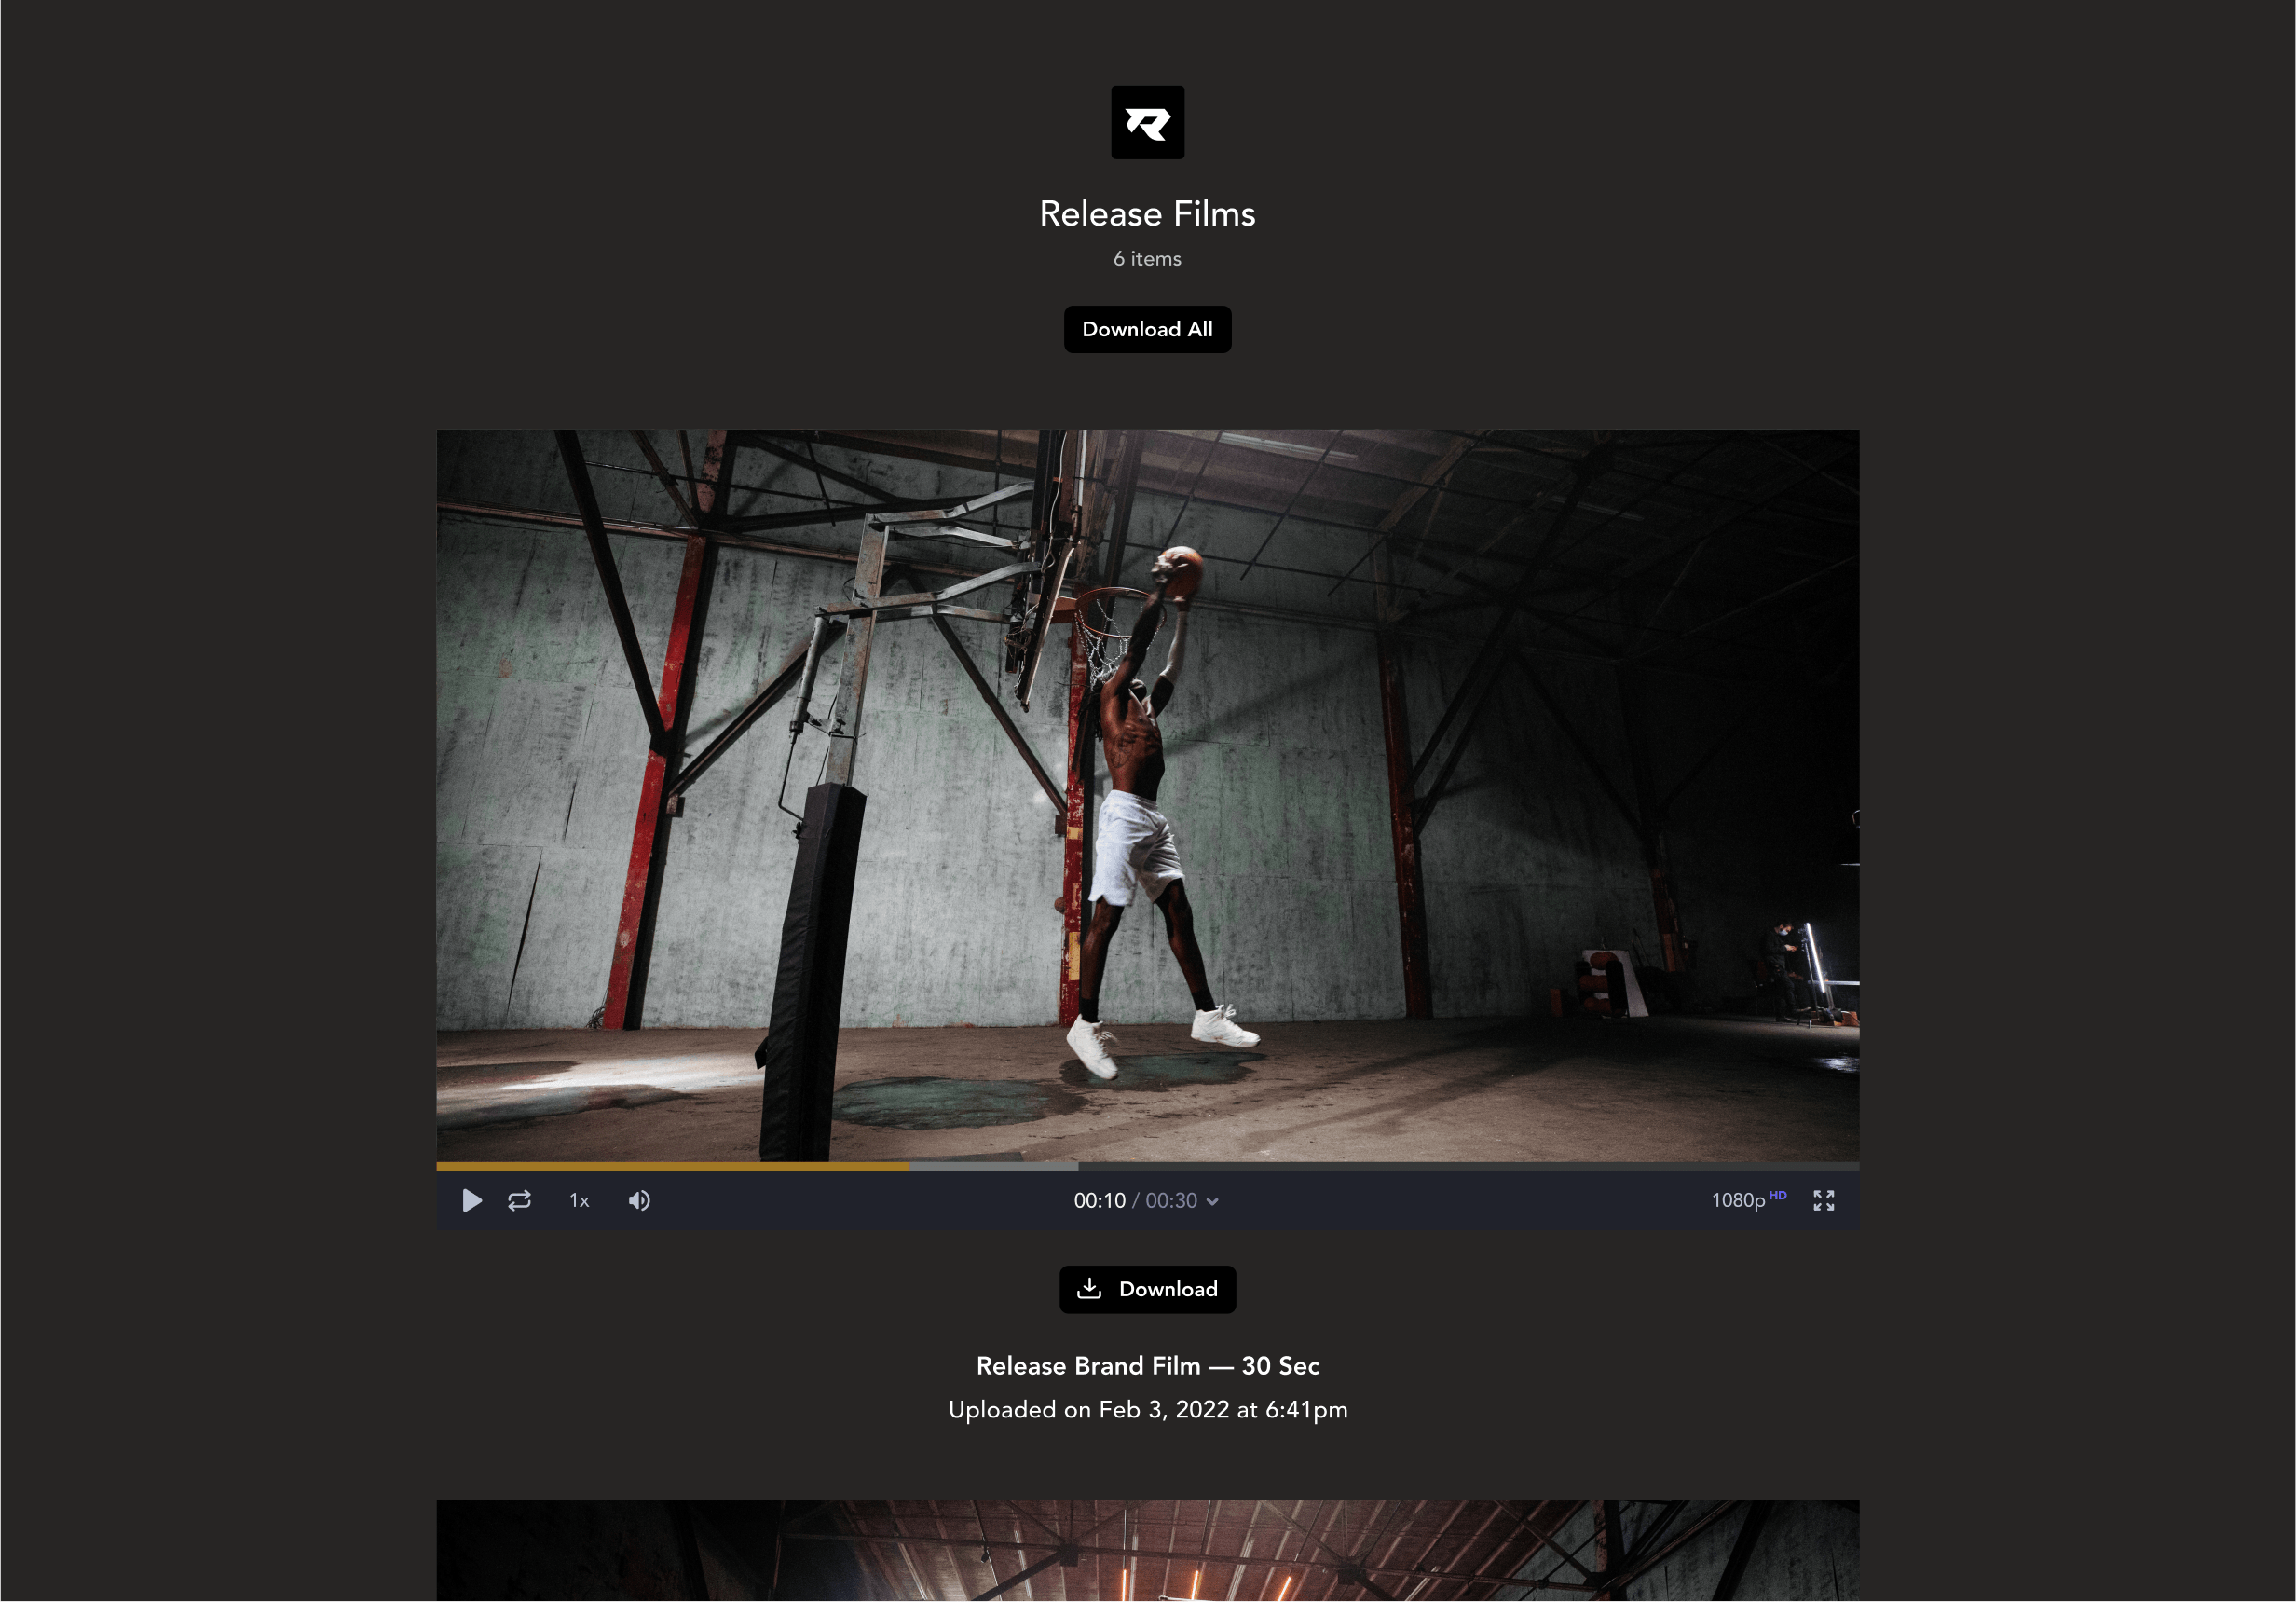 Release Films
6 items
Download All
1x
00:10 / 00:30
1080p HD
Download
Release Brand Film — 30 Sec
Uploaded on Feb 3, 2022 at 6:41pm